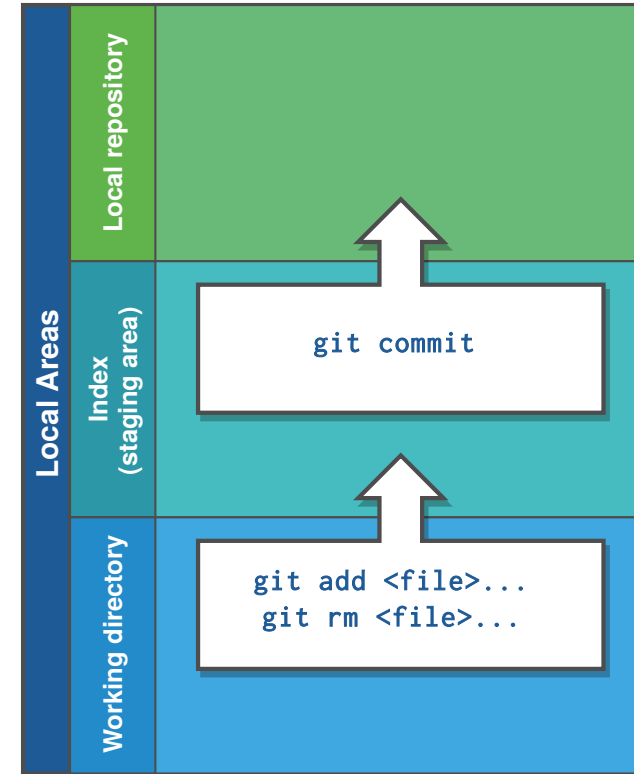 Local Areas
Local repository
git commit
Index
(staging area)
git add <file>...
git rm <file>...
Working directory